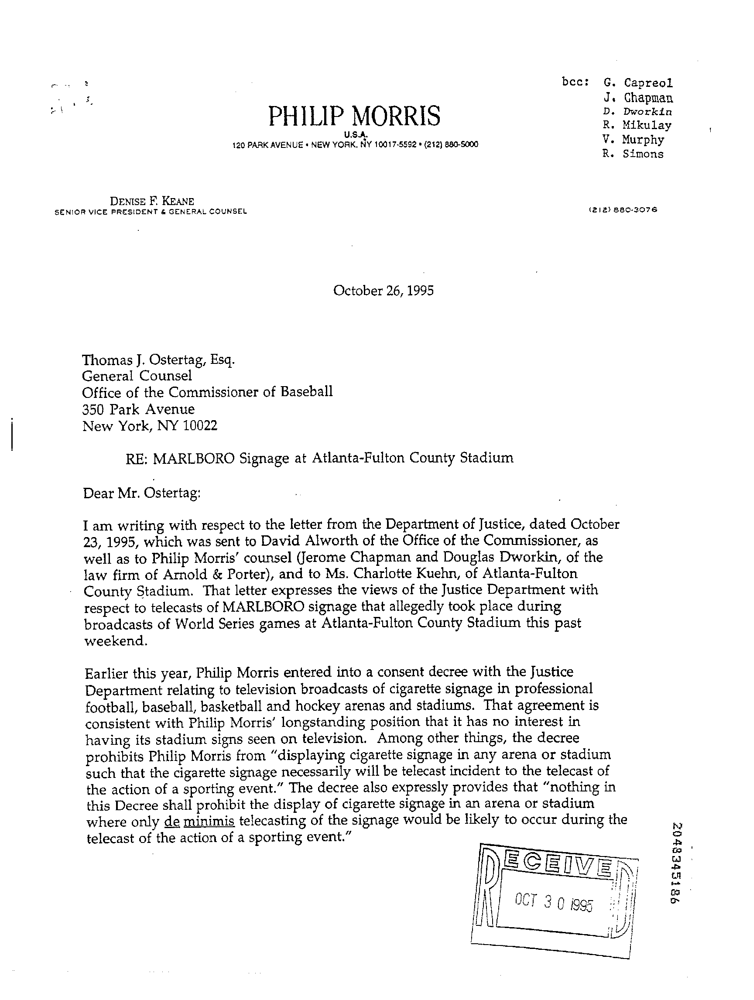 bcc: G. Capreol
J. Chapman
D. Dworkin
R. Mikulay
V. Murphy
R. Simons
PHILIP MORRIS
U.S.A.
120 PARK AVENUE • NEW YORK, NY 10017-5592 • (212) 880-5000
DENISE F. KEANE
SENIOR VICE PRESIDENT & GENERAL COUNSEL
(212) 880-3076
October 26, 1995
Thomas J. Ostertag, Esq.
General Counsel
Office of the Commissioner of Baseball
350 Park Avenue
New York, NY 10022
RE: MARLBORO Signage at Atlanta-Fulton County Stadium
Dear Mr. Ostertag:
I am writing with respect to the letter from the Department of Justice, dated October
23, 1995, which was sent to David Alworth of the Office of the Commissioner, as
well as to Philip Morris' counsel (Jerome Chapman and Douglas Dworkin, of the
law firm of Arnold & Porter), and to Ms. Charlotte Kuehn, of Atlanta-Fulton
County Stadium. That letter expresses the views of the Justice Department with
respect to telecasts of MARLBORO signage that allegedly took place during
broadcasts of World Series games at Atlanta-Fulton County Stadium this past
weekend.
Earlier this year, Philip Morris entered into a consent decree with the Justice
Department relating to television broadcasts of cigarette signage in professional
football, baseball, basketball and hockey arenas and stadiums. That agreement is
consistent with Philip Morris' longstanding position that it has no interest in
having its stadium signs seen on television. Among other things, the decree
prohibits Philip Morris from "displaying cigarette signage in any arena or stadium
such that the cigarette signage necessarily will be telecast incident to the telecast of
the action of a sporting event." The decree also expressly provides that "nothing in
this Decree shall prohibit the display of cigarette signage in an arena or stadium
where only de minimis telecasting of the signage would be likely to occur during the
telecast of the action of a sporting event."
RECEIVED
OCT 30 1995
2048345186